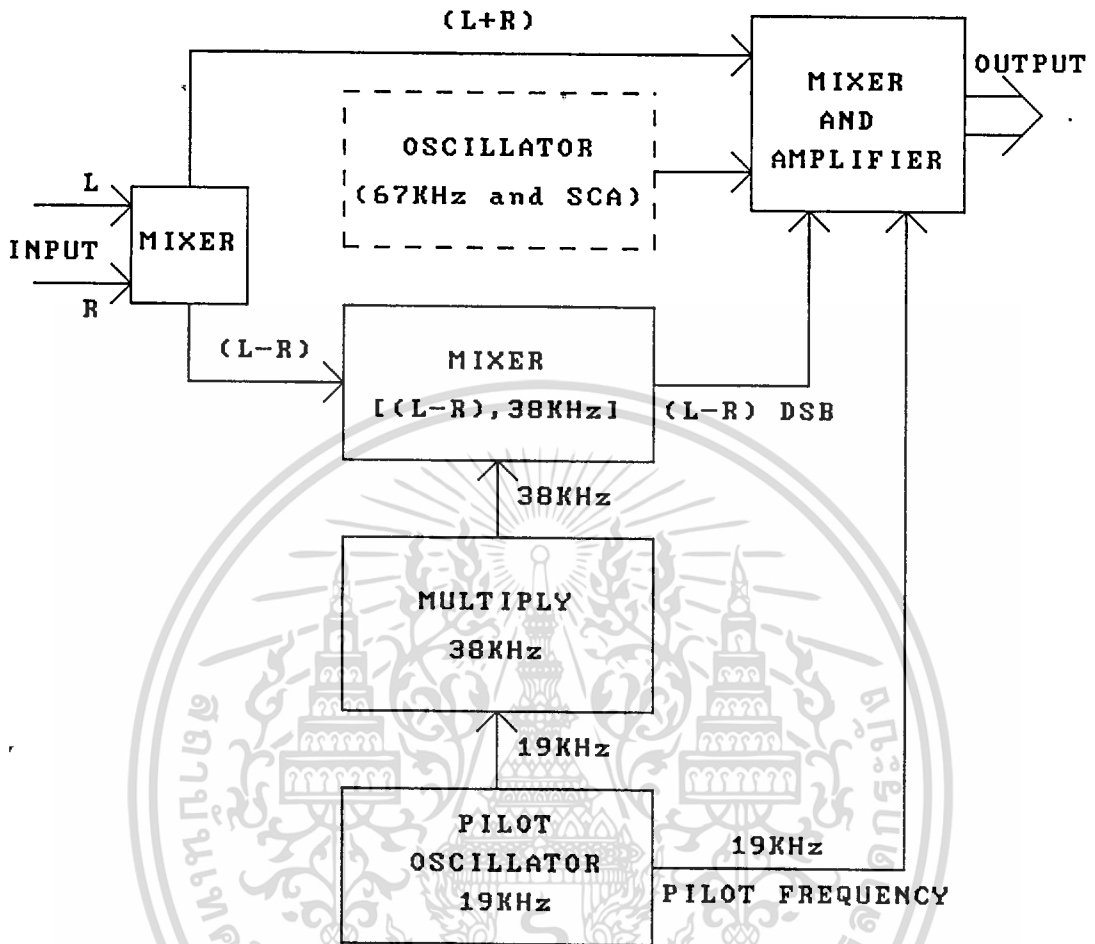 (L+R)
MIXER
AND
AMPLIFIER
OUTPUT
OSCILLATOR
(67KHz and SCA)
L
INPUT
R
MIXER
(L-R)
MIXER
[(L-R),38KHz]
(L-R) DSB
38KHz
MULTIPLY
38KHz
19KHz
PILOT
OSCILLATOR
19KHz
19KHz
PILOT FREQUENCY